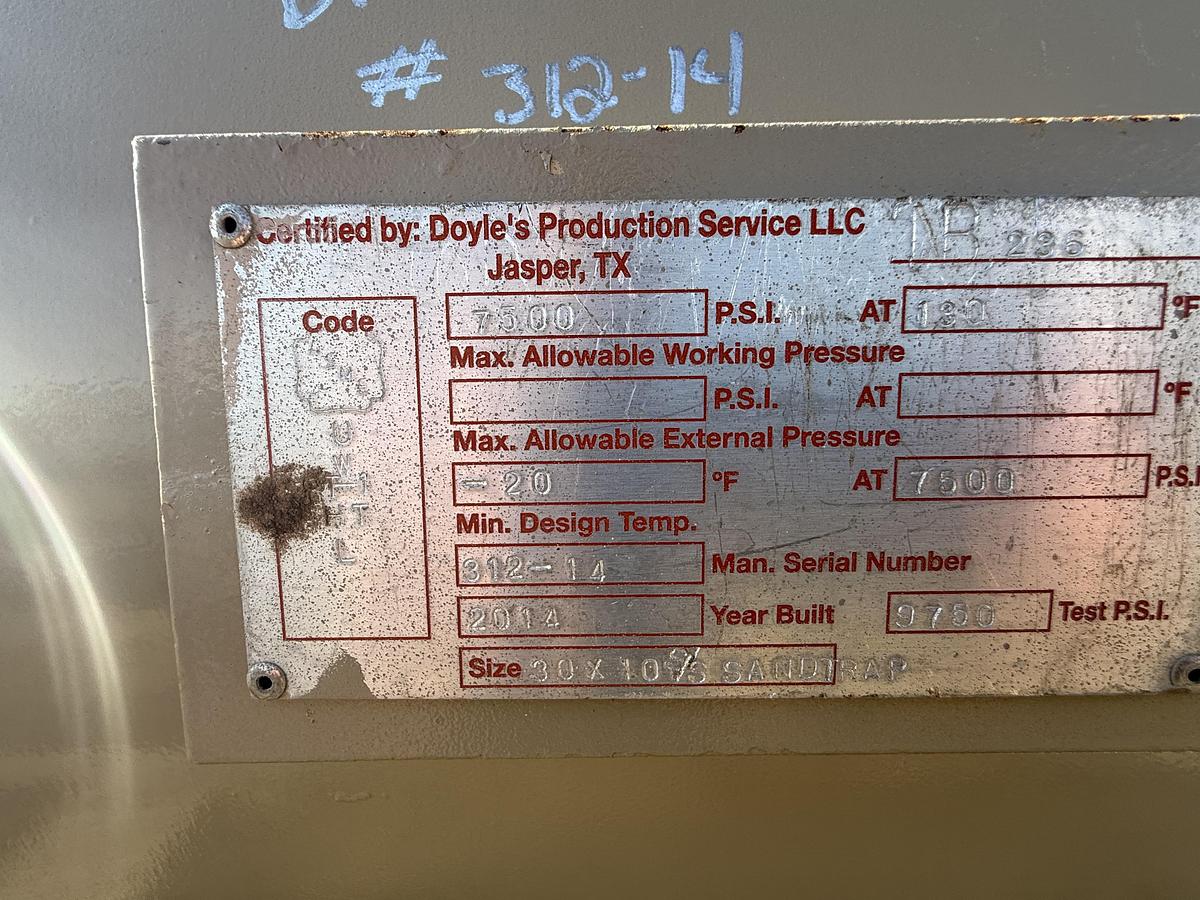 # 312-14
Certified by: Doyle's Production Service LLC
NB 236
Jasper, TX
Code
7500 P.S.I. AT 130 °F
Max. Allowable Working Pressure
P.S.I. AT °F
Max. Allowable External Pressure
U
W
-20 °F AT 7500 P.S.I
Min. Design Temp.
312-14 Man. Serial Number
2014 Year Built 9750 Test P.S.I.
Size 30 X 10 SANDTRAP